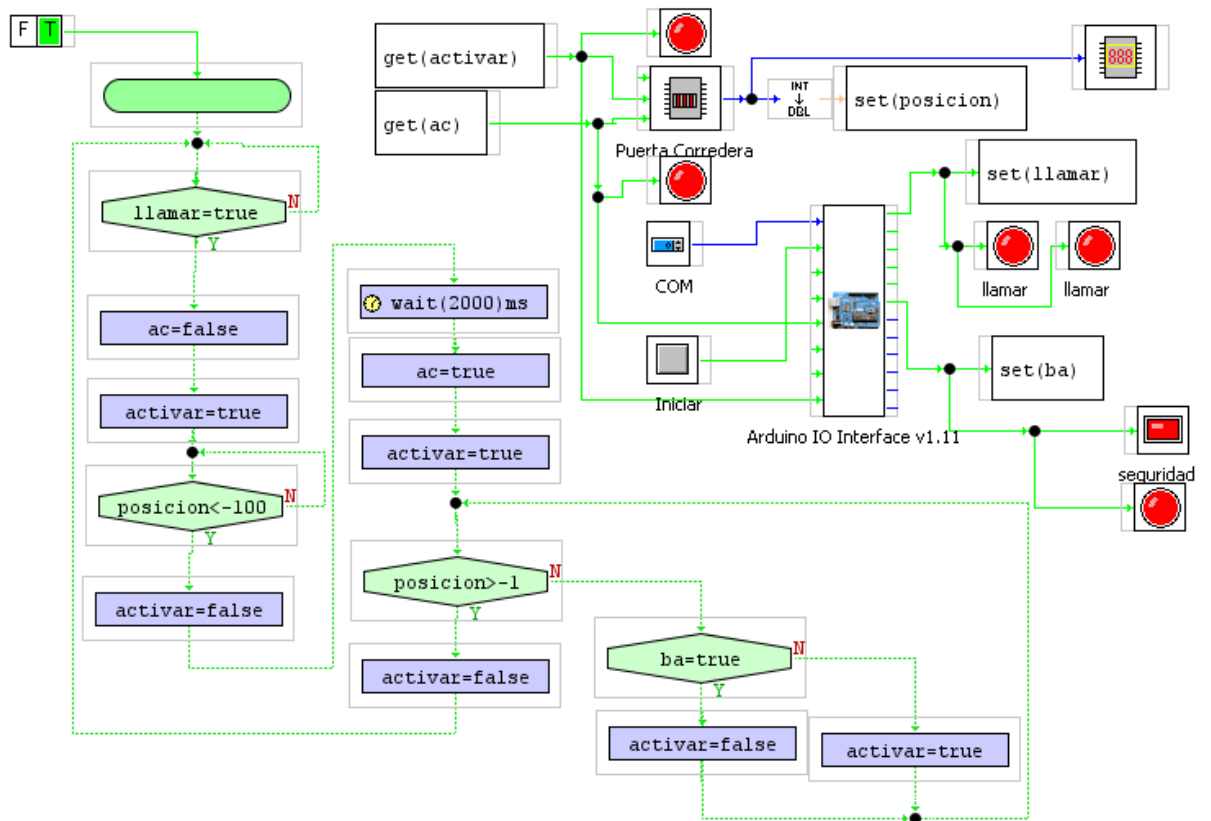 F T
llamar=true
N
Y
ac=false
activar=true
posicion<-100
N
Y
activar=false
wait(2000)ms
ac=true
activar=true
posicion>-1
N
Y
activar=false
ba=true
N
Y
activar=false
activar=true
get(activar)
get(ac)
Puerta Corredera
INT
DBL
set(posicion)
888
COM
Iniciar
Arduino IO Interface v1.11
set(llamar)
llamar
llamar
set(ba)
seguridad